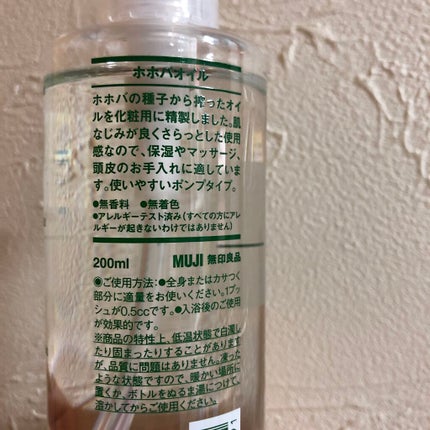 ホホバオイル
ホホバの種子から搾ったオイ
ルを化粧用に精製しました。肌
なじみが良くさらっとした使用
感なので、保湿やマッサージ、
頭皮のお手入れに適していま
す。使いやすいポンプタイプ。
●無香料 ●無着色
●アレルギーテスト済み(すべての方にアレ
ルギーが起きないわけではありません)
200ml MUJI 無印良品
◉ご使用方法:●全身またはカサつく
部分に適量をお使いください。1プッ
シュが0.5ccです。●入浴後のご使用
が効果的です。
※商品の特性上、低温状態で白濁し
たり固まったりすることがあります
が、品質に問題はありません。凍った
ような状態ですので、暖かい場所に
置くか、ボトルをぬるま湯につけて、
溶かしてからご使用ください。